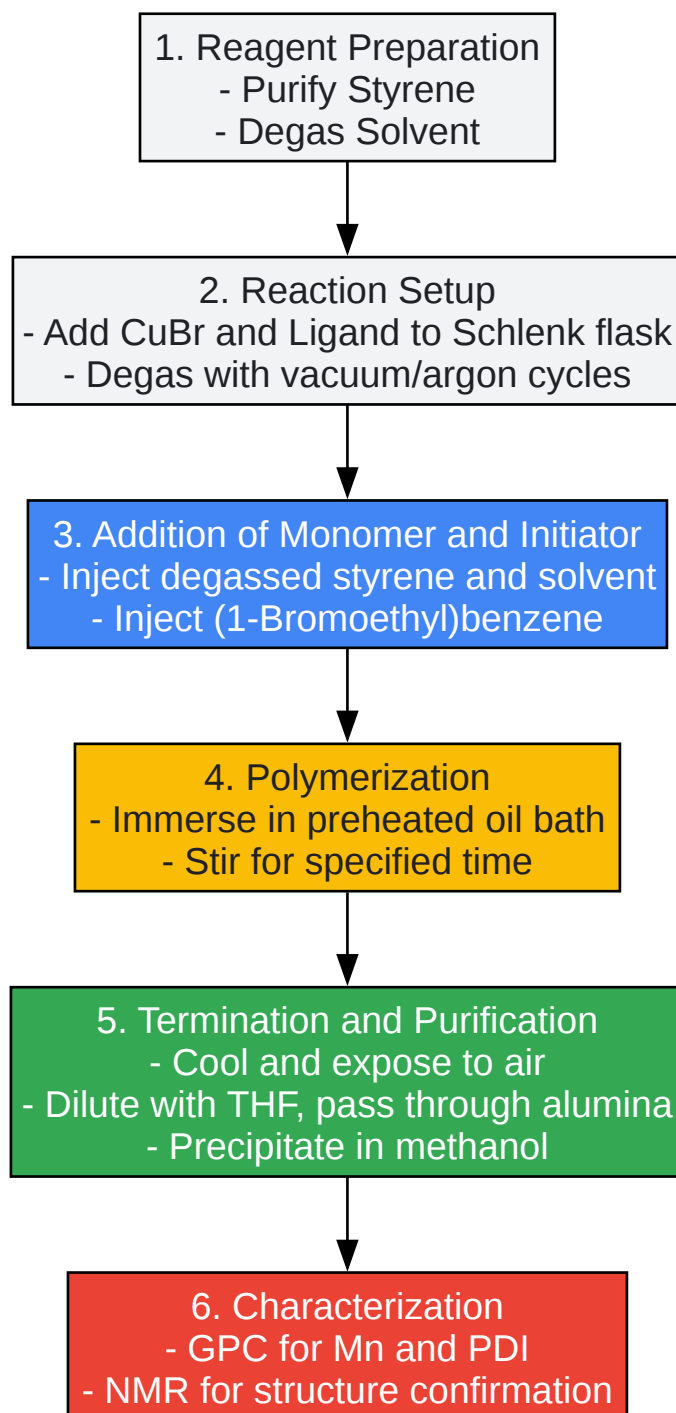 1. Reagent Preparation
- Purify Styrene
- Degas Solvent
2. Reaction Setup
- Add CuBr and Ligand to Schlenk flask
- Degas with vacuum/argon cycles
3. Addition of Monomer and Initiator
- Inject degassed styrene and solvent
- Inject (1-Bromoethyl)benzene
4. Polymerization
- Immerse in preheated oil bath
- Stir for specified time
5. Termination and Purification
- Cool and expose to air
- Dilute with THF, pass through alumina
- Precipitate in methanol
6. Characterization
- GPC for Mn and PDI
- NMR for structure confirmation